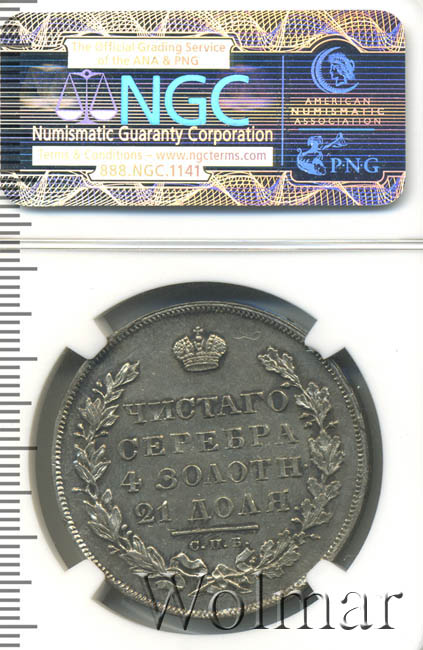 The Official Grading Service
of the ANA & PNG
NGC
Numismatic Guaranty Corporation
Terms & Conditions – www.ngcterms.com
888.NGC.1141
AMERICAN
NUMISMATIC
ASSOCIATION
P·N·G
ЧИСТАГО
СЕРЕБРА
4 ЗОЛОТН
21 ДОЛЯ
С.П.Б.
Wolmar